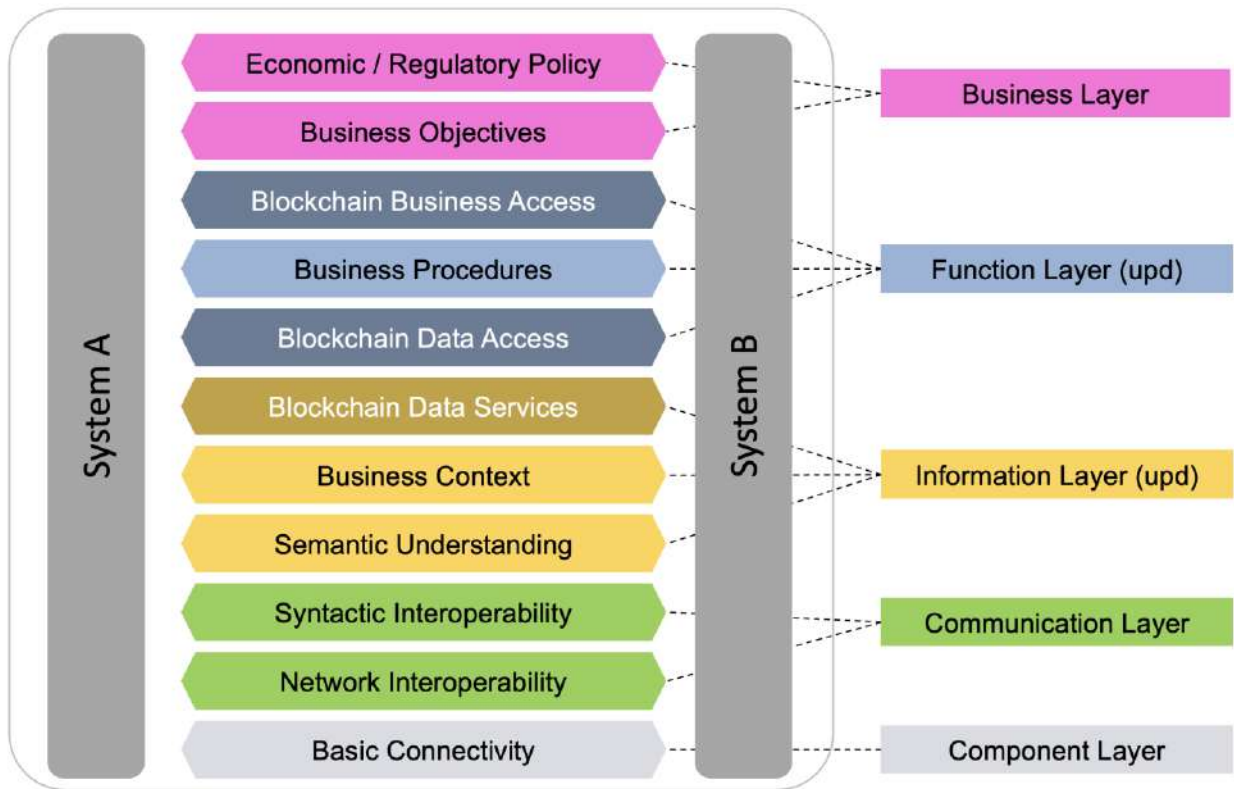 System A
Economic / Regulatory Policy
Business Objectives
Blockchain Business Access
Business Procedures
Blockchain Data Access
Blockchain Data Services
Business Context
Semantic Understanding
Syntactic Interoperability
Network Interoperability
Basic Connectivity
System B
Business Layer
Function Layer (upd)
Information Layer (upd)
Communication Layer
Component Layer